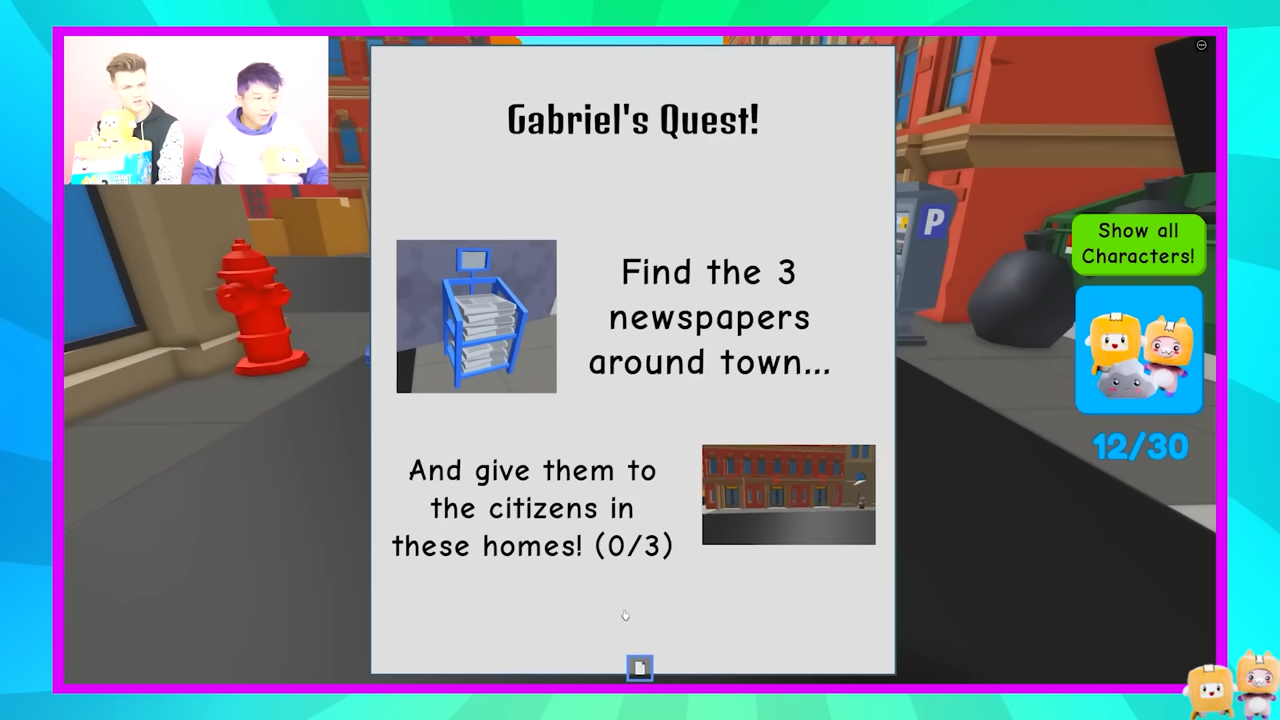 Gabriel's Quest!
Find the 3
newspapers
around town...
And give them to
the citizens in
these homes! (0/3)
P
Show all
Characters!
12/30